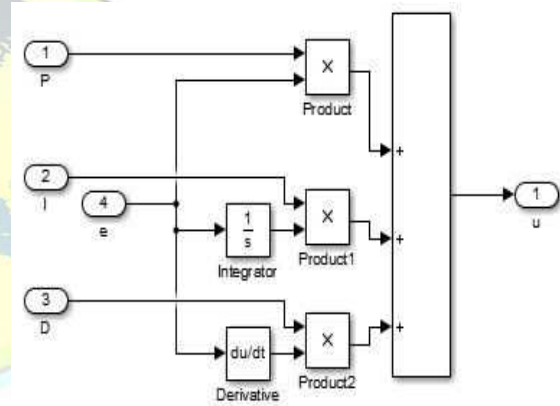 1
P
X
Product
+
2
I
4
e
1
s
Integrator
X
Product1
+
1
u
3
D
du/dt
Derivative
X
Product2
+